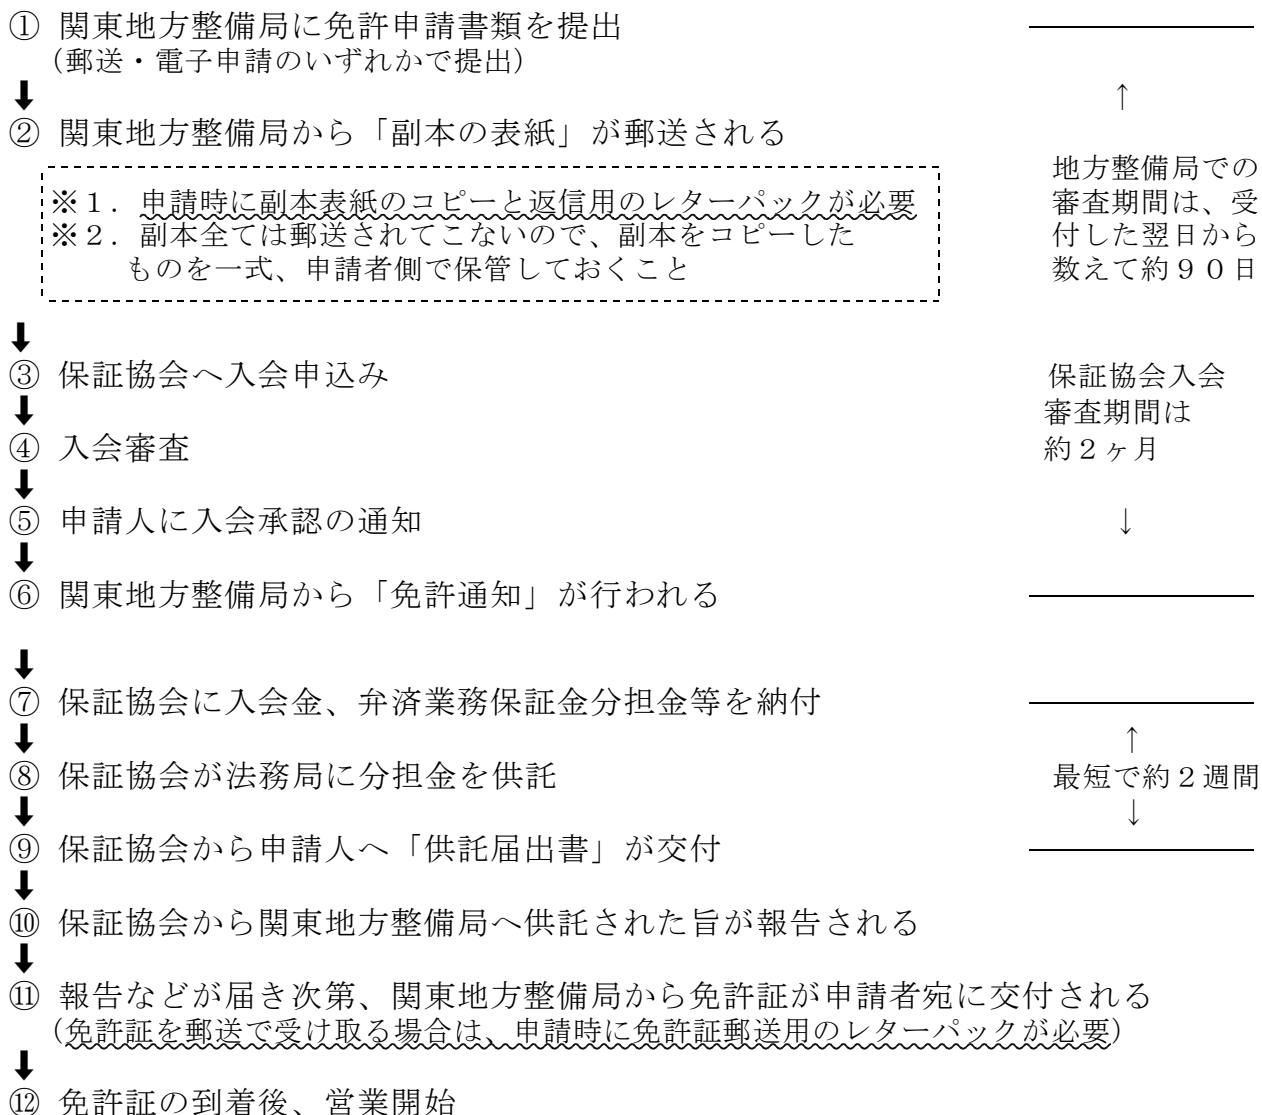 ① 関東地方整備局に免許申請書類を提出
（郵送・電子申請のいずれかで提出）
⬇
↑
② 関東地方整備局から「副本の表紙」が郵送される
※１．申請時に副本表紙のコピーと返信用のレターパックが必要
※２．副本全ては郵送されてこないので、副本をコピーした
ものを一式、申請者側で保管しておくこと
地方整備局での
審査期間は、受
付した翌日から
数えて約９０日
⬇
③ 保証協会へ入会申込み
⬇
④ 入会審査
保証協会入会
審査期間は
約２ヶ月
⬇
⑤ 申請人に入会承認の通知
↓
⬇
⑥ 関東地方整備局から「免許通知」が行われる
⬇
⑦ 保証協会に入会金、弁済業務保証金分担金等を納付
⬇
↑
⑧ 保証協会が法務局に分担金を供託
最短で約２週間
⬇
↓
⑨ 保証協会から申請人へ「供託届出書」が交付
⬇
⑩ 保証協会から関東地方整備局へ供託された旨が報告される
⬇
⑪ 報告などが届き次第、関東地方整備局から免許証が申請者宛に交付される
（免許証を郵送で受け取る場合は、申請時に免許証郵送用のレターパックが必要）
⬇
⑫ 免許証の到着後、営業開始